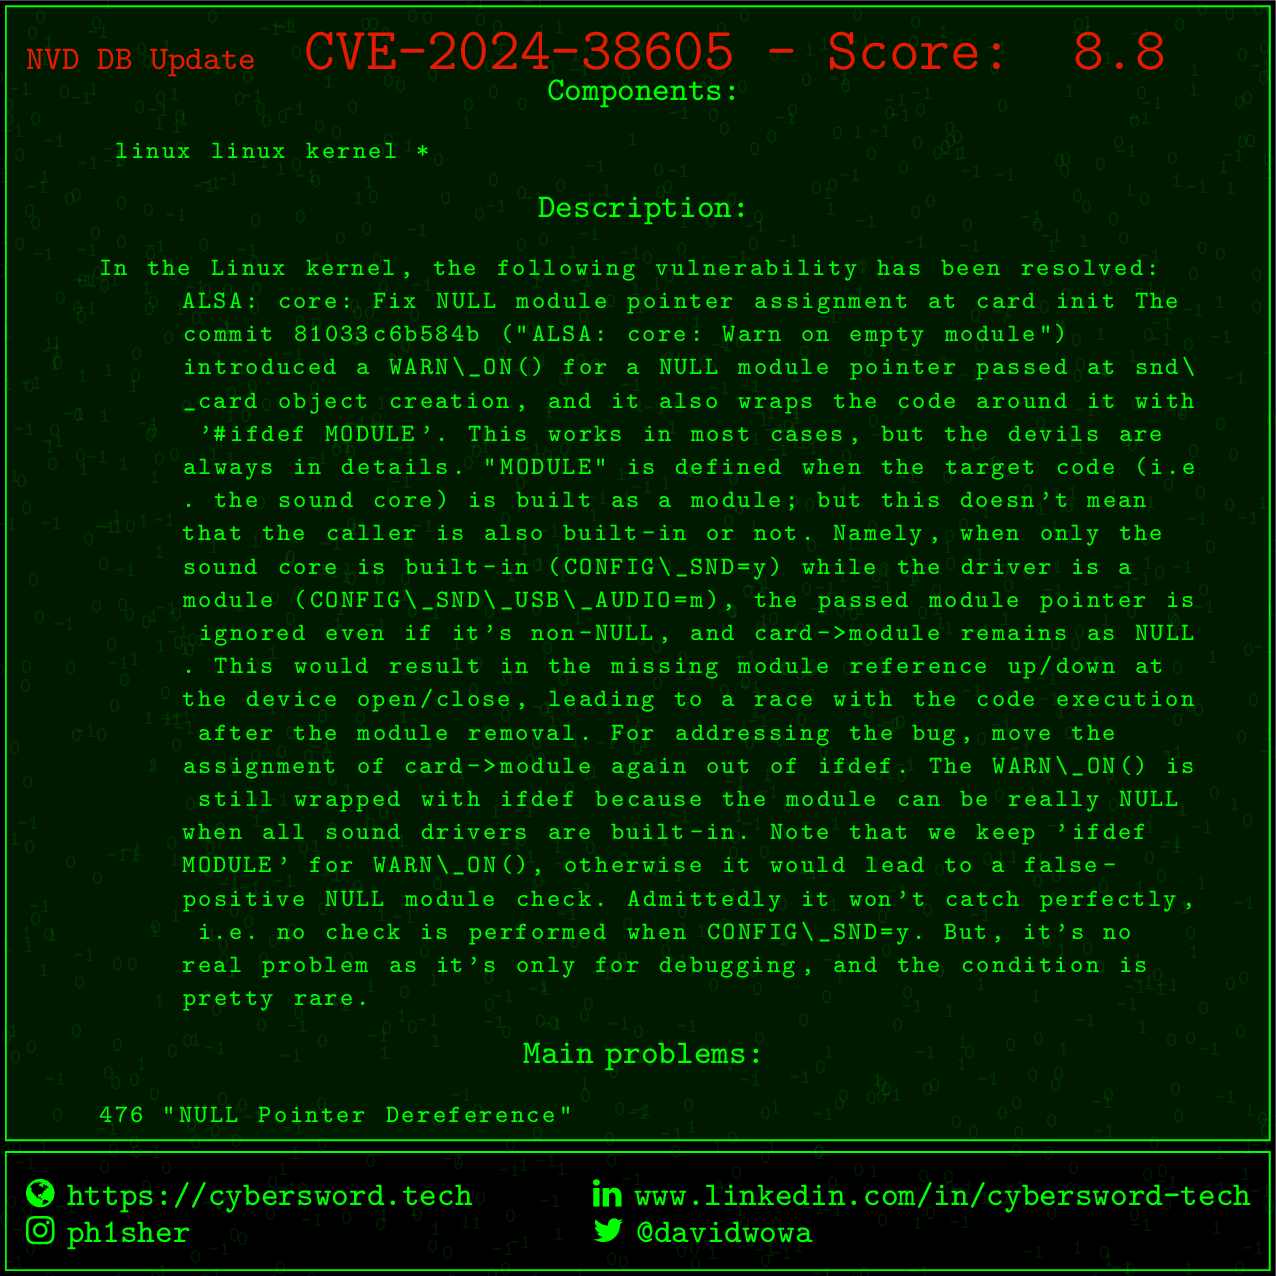 NVD DB Update CVE-2024-38605 - Score: 8.8
Components:
linux linux kernel *
Description:
In the Linux kernel, the following vulnerability has been resolved:
ALSA: core: Fix NULL module pointer assignment at card init The
commit 81033c6b584b ("ALSA: core: Warn on empty module")
introduced a WARN\_ON() for a NULL module pointer passed at snd\
_card object creation, and it also wraps the code around it with
'#ifdef MODULE'. This works in most cases, but the devils are
always in details. "MODULE" is defined when the target code (i.e
. the sound core) is built as a module; but this doesn't mean
that the caller is also built-in or not. Namely, when only the
sound core is built-in (CONFIG\_SND=y) while the driver is a
module (CONFIG\_SND\_USB\_AUDIO=m), the passed module pointer is
ignored even if it's non-NULL, and card->module remains as NULL
. This would result in the missing module reference up/down at
the device open/close, leading to a race with the code execution
after the module removal. For addressing the bug, move the
assignment of card->module again out of ifdef. The WARN\_ON() is
still wrapped with ifdef because the module can be really NULL
when all sound drivers are built-in. Note that we keep 'ifdef
MODULE' for WARN\_ON(), otherwise it would lead to a false-
positive NULL module check. Admittedly it won't catch perfectly,
i.e. no check is performed when CONFIG\_SND=y. But, it's no
real problem as it's only for debugging, and the condition is
pretty rare.
Main problems:
476 "NULL Pointer Dereference"
https://cybersword.tech www.linkedin.com/in/cybersword-tech
ph1sher @davidwowa